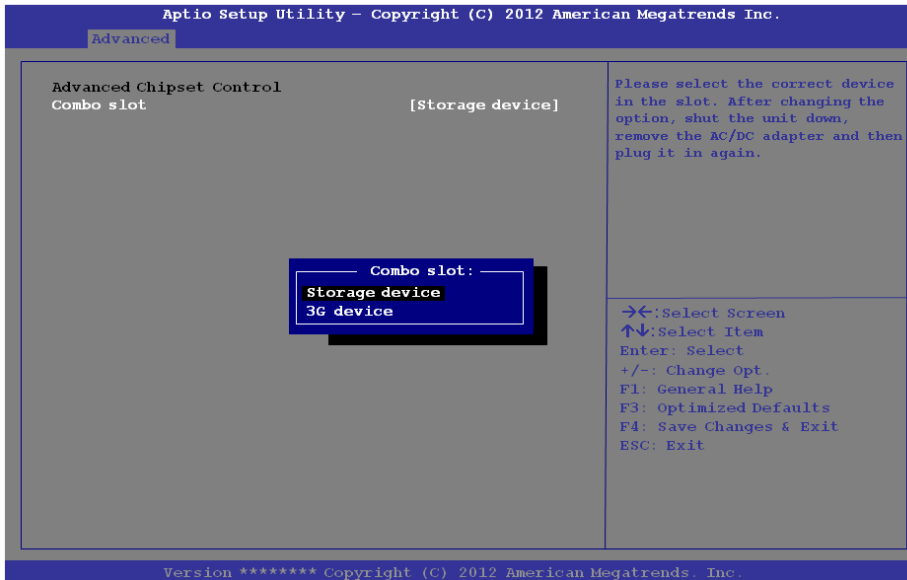 Aptio Setup Utility – Copyright (C) 2012 American Megatrends Inc.
Advanced
Advanced Chipset Control
Combo slot [Storage device]
Please select the correct device
in the slot. After changing the
option, shut the unit down,
remove the AC/DC adapter and then
plug it in again.
Combo slot:
Storage device
3G device
→←:Select Screen
↑↓:Select Item
Enter: Select
+/-: Change Opt.
F1: General Help
F3: Optimized Defaults
F4: Save Changes & Exit
ESC: Exit
Version ******** Copyright (C) 2012 American Megatrends. Inc.